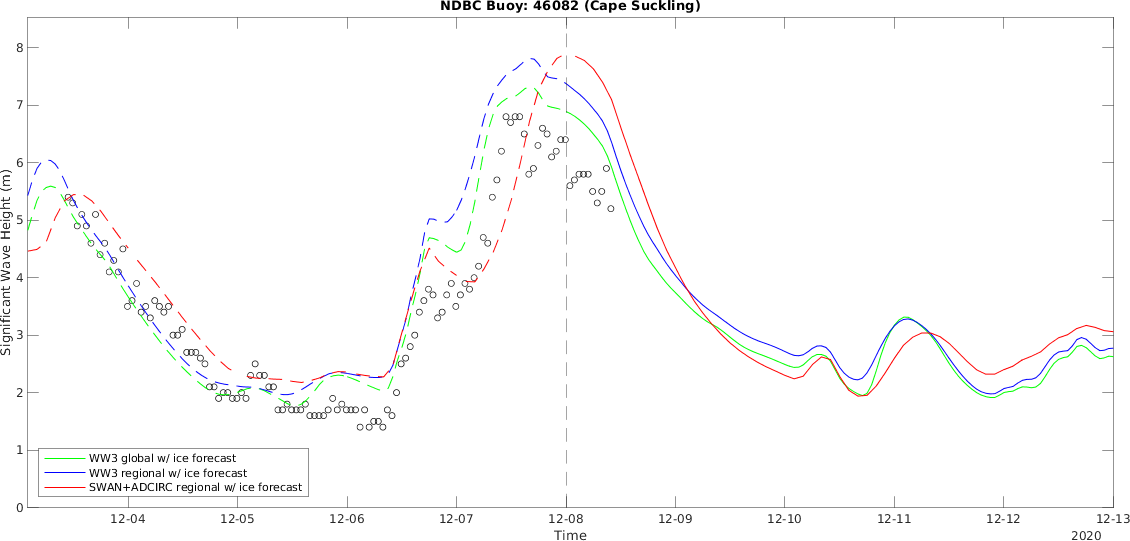 NDBC Buoy: 46082 (Cape Suckling)
Significant Wave Height (m)
8
7
6
5
4
3
2
1
0
WW3 global w/ ice forecast
WW3 regional w/ ice forecast
SWAN+ADCIRC regional w/ ice forecast
12-04 12-05 12-06 12-07 12-08 12-09 12-10 12-11 12-12 12-13
Time
2020